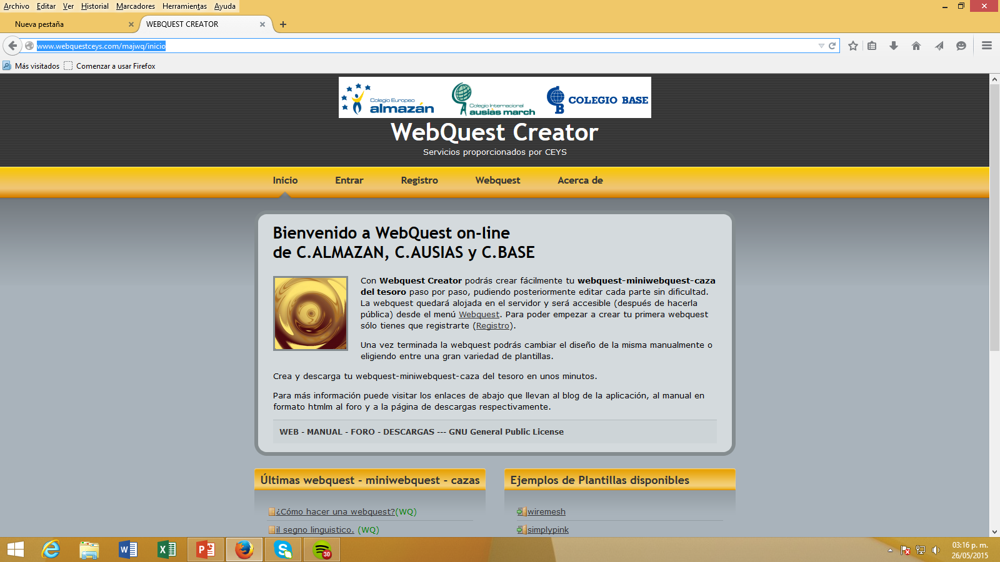 Archivo Editar Ver Historial Marcadores Herramientas Ayuda
Nueva pestaña
WEBQUEST CREATOR
www.webquestceys.com/majwq/inicio
Más visitados Comenzar a usar Firefox
Colegio Europeo
almazán
Colegio Internacional
ausiàs march
COLEGIO BASE
WebQuest Creator
Servicios proporcionados por CEYS
Inicio Entrar Registro Webquest Acerca de
Bienvenido a WebQuest on-line
de C.ALMAZAN, C.AUSIAS y C.BASE
Con Webquest Creator podrás crear fácilmente tu webquest-miniwebquest-caza
del tesoro paso por paso, pudiendo posteriormente editar cada parte sin dificultad.
La webquest quedará alojada en el servidor y será accesible (después de hacerla
pública) desde el menú Webquest. Para poder empezar a crear tu primera webquest
sólo tienes que registrarte (Registro).
Una vez terminada la webquest podrás cambiar el diseño de la misma manualmente o
eligiendo entre una gran variedad de plantillas.
Crea y descarga tu webquest-miniwebquest-caza del tesoro en unos minutos.
Para más información puede visitar los enlaces de abajo que llevan al blog de la aplicación, al manual en
formato htmlm al foro y a la página de descargas respectivamente.
WEB - MANUAL - FORO - DESCARGAS --- GNU General Public License
Últimas webquest - miniwebquest - cazas
¿Cómo hacer una webquest?(WQ)
il segno linguistico. (WQ)
Ejemplos de Plantillas disponibles
wiremesh
simplypink
30
03:16 p. m.
26/05/2015